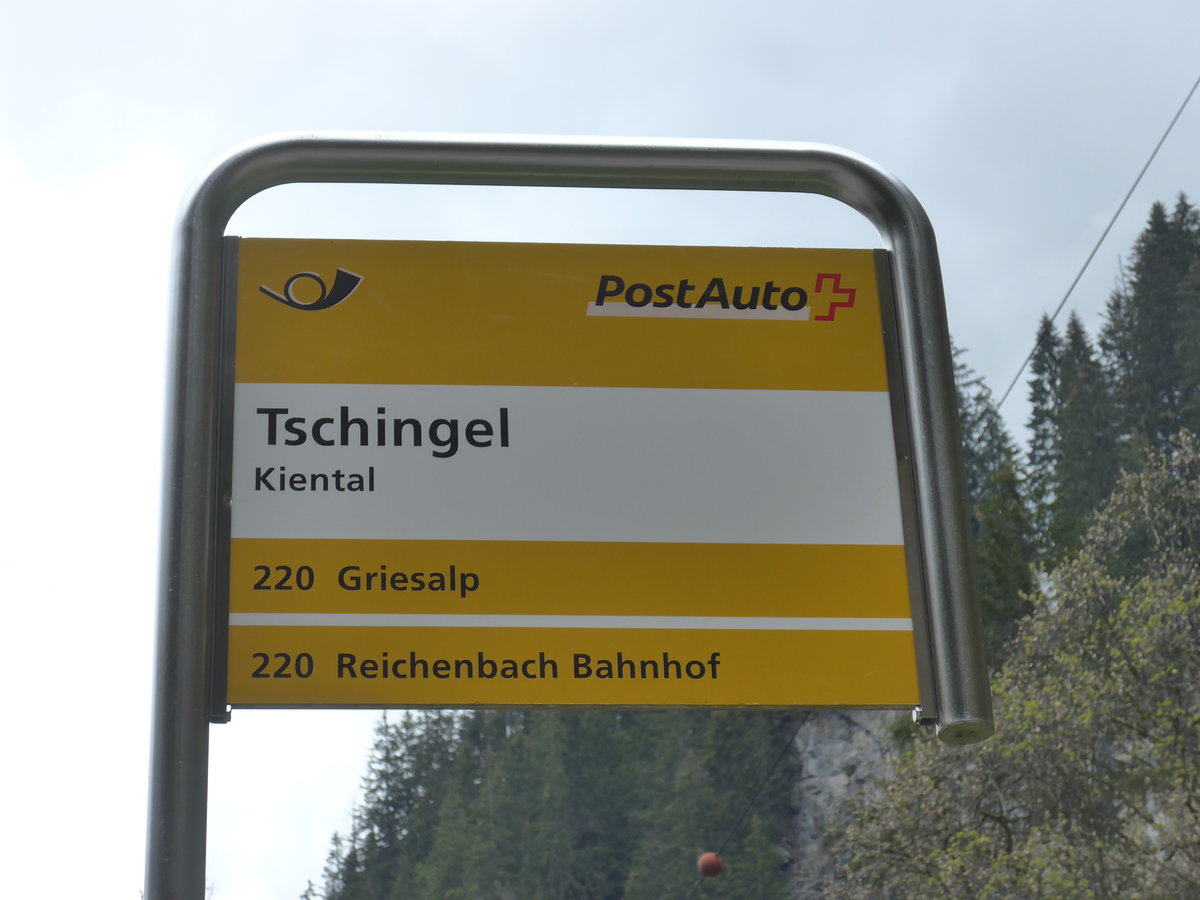 PostAuto
Tschingel
Kiental
220 Griesalp
220 Reichenbach Bahnhof